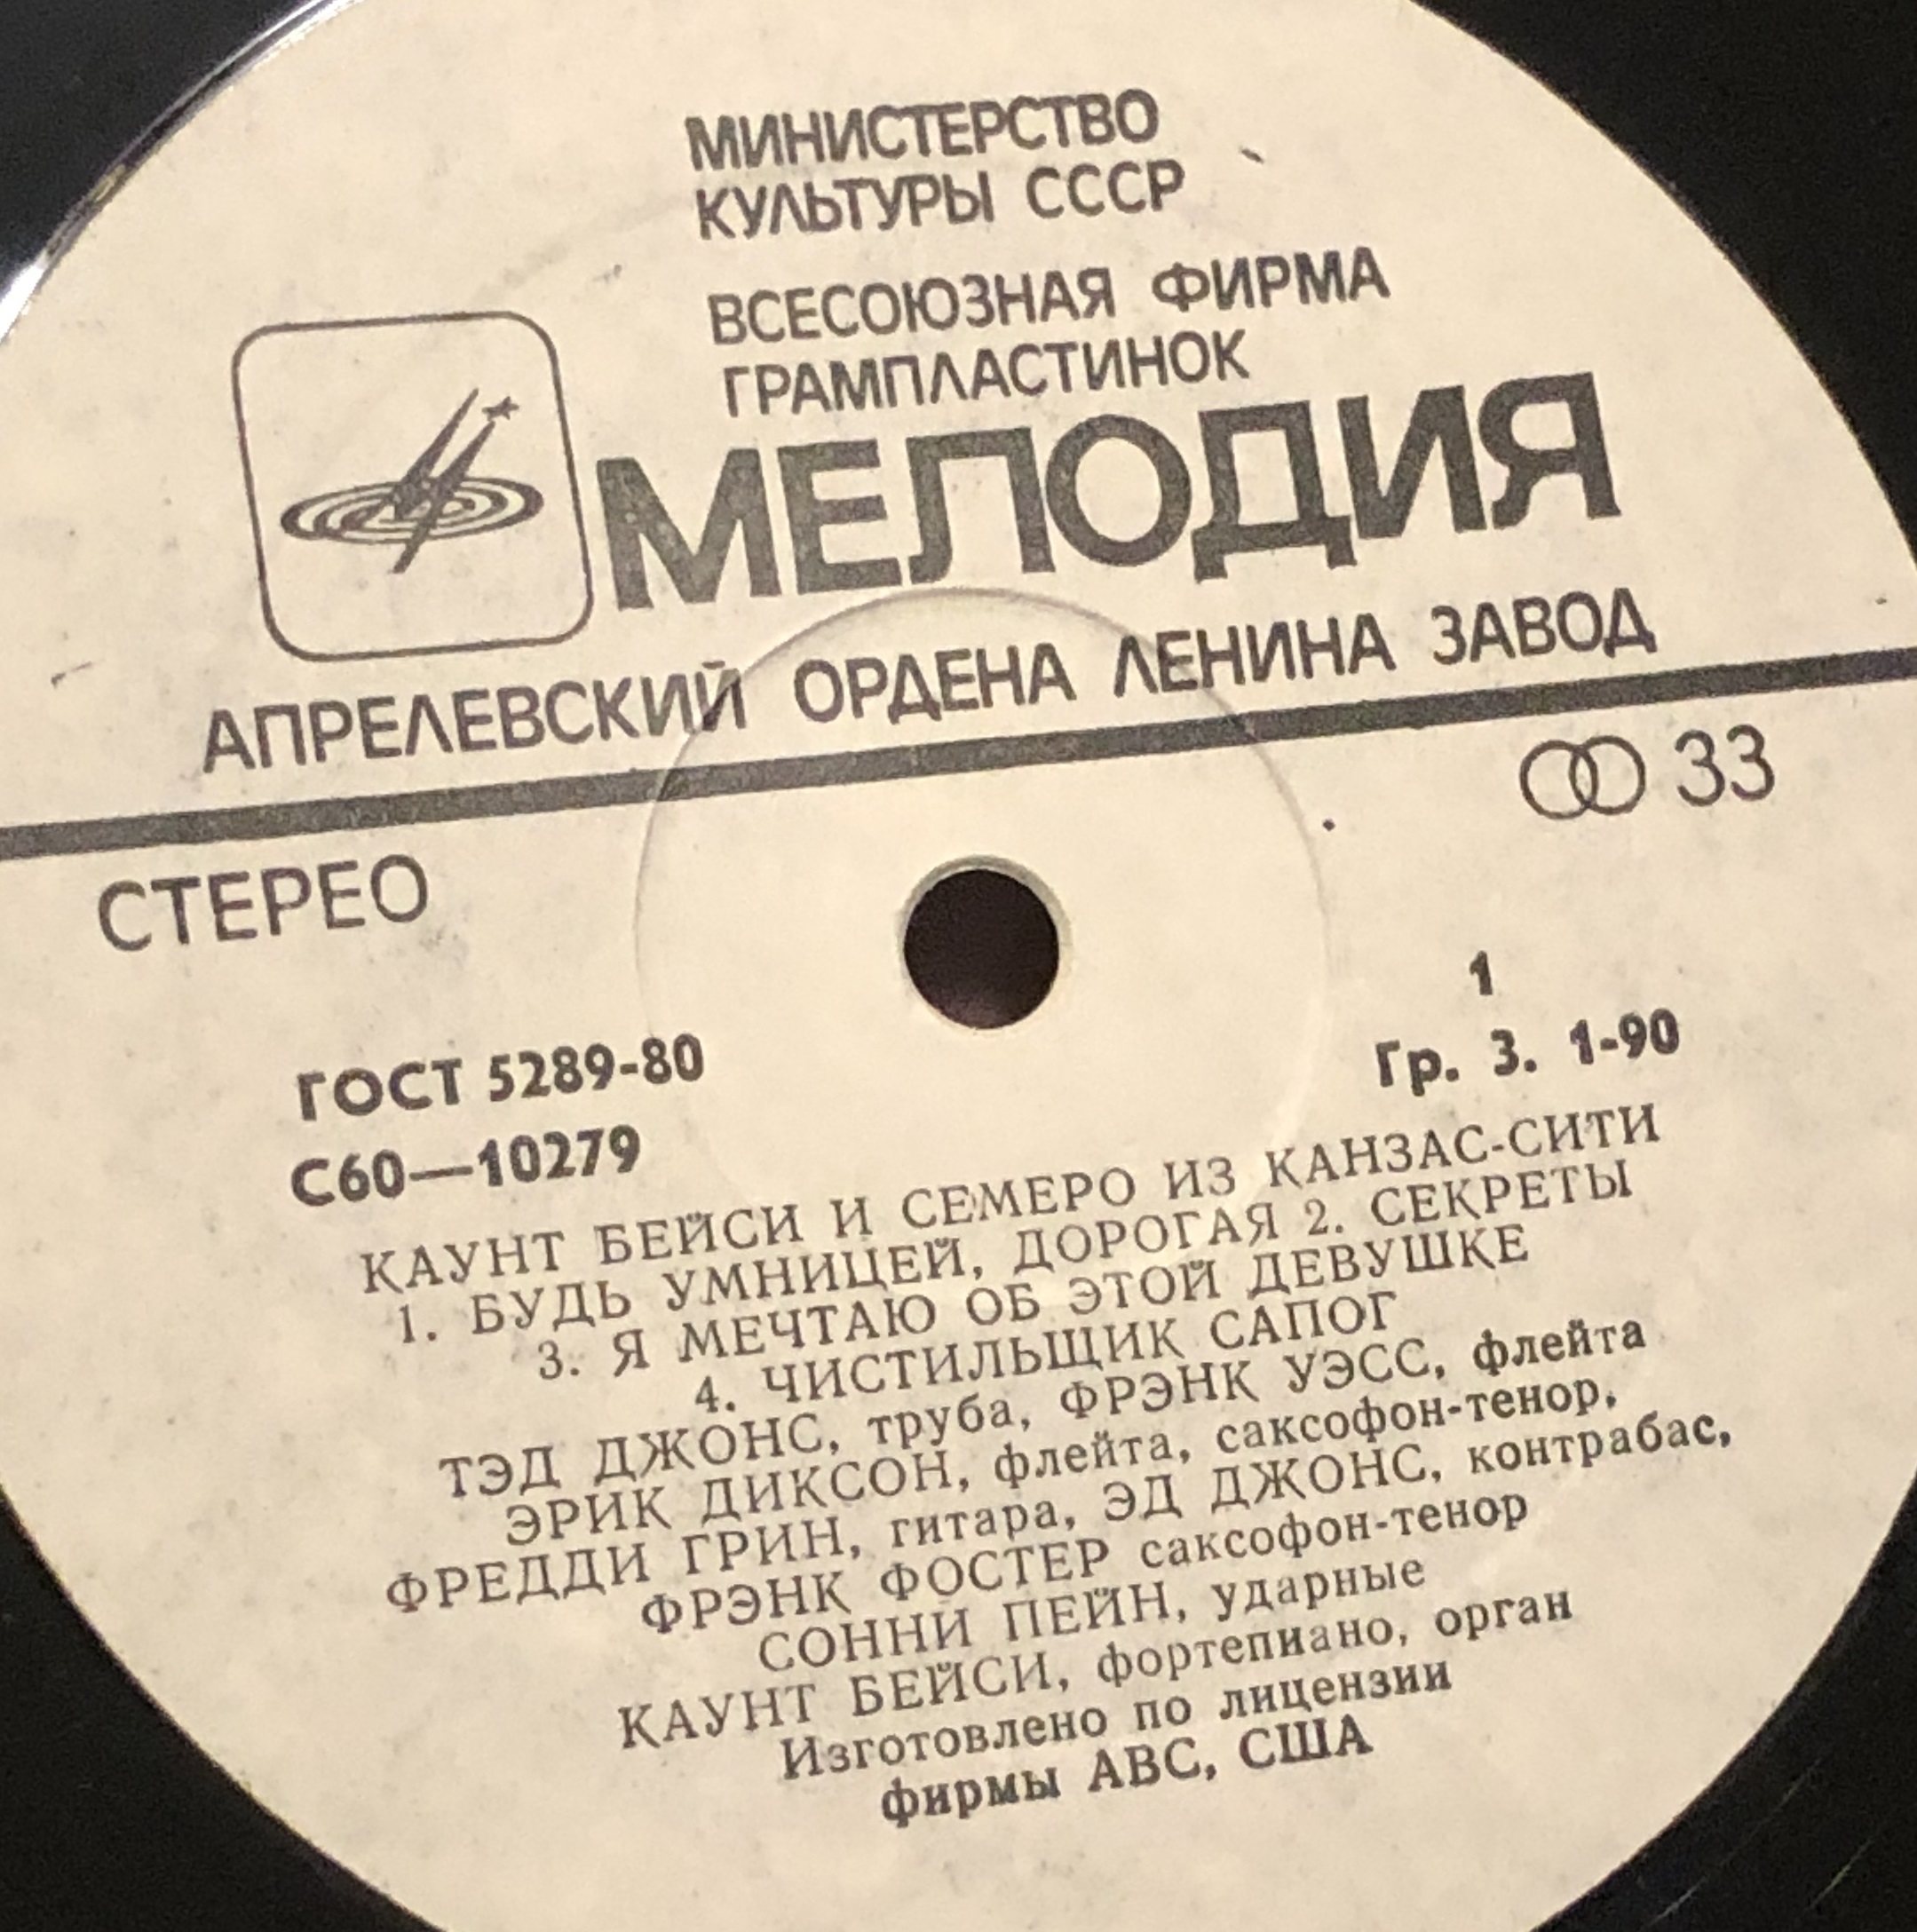 МИНИСТЕРСТВО
КУЛЬТУРЫ СССР
ВСЕСОЮЗНАЯ ФИРМА
ГРАМПЛАСТИНОК
МЕЛОДИЯ
АПРЕЛЕВСКИЙ ОРДЕНА ЛЕНИНА ЗАВОД
33
СТЕРЕО
1
ГОСТ 5289-80
Гр. 3. 1-90
С60—10279
КАУНТ БЕЙСИ И СЕМЕРО ИЗ КАНЗАС-СИТИ
1. БУДЬ УМНИЦЕЙ, ДОРОГАЯ 2. СЕКРЕТЫ
3. Я МЕЧТАЮ ОБ ЭТОЙ ДЕВУШКЕ
4. ЧИСТИЛЬЩИК САПОГ
ТЭД ДЖОНС, труба, ФРЭНК УЭСС, флейта
ЭРИК ДИКСОН, флейта, саксофон-тенор,
ФРЕДДИ ГРИН, гитара, ЭД ДЖОНС, контрабас,
ФРЭНК ФОСТЕР саксофон-тенор
СОННИ ПЕЙН, ударные
КАУНТ БЕЙСИ, фортепиано, орган
Изготовлено по лицензии
фирмы ABC, США